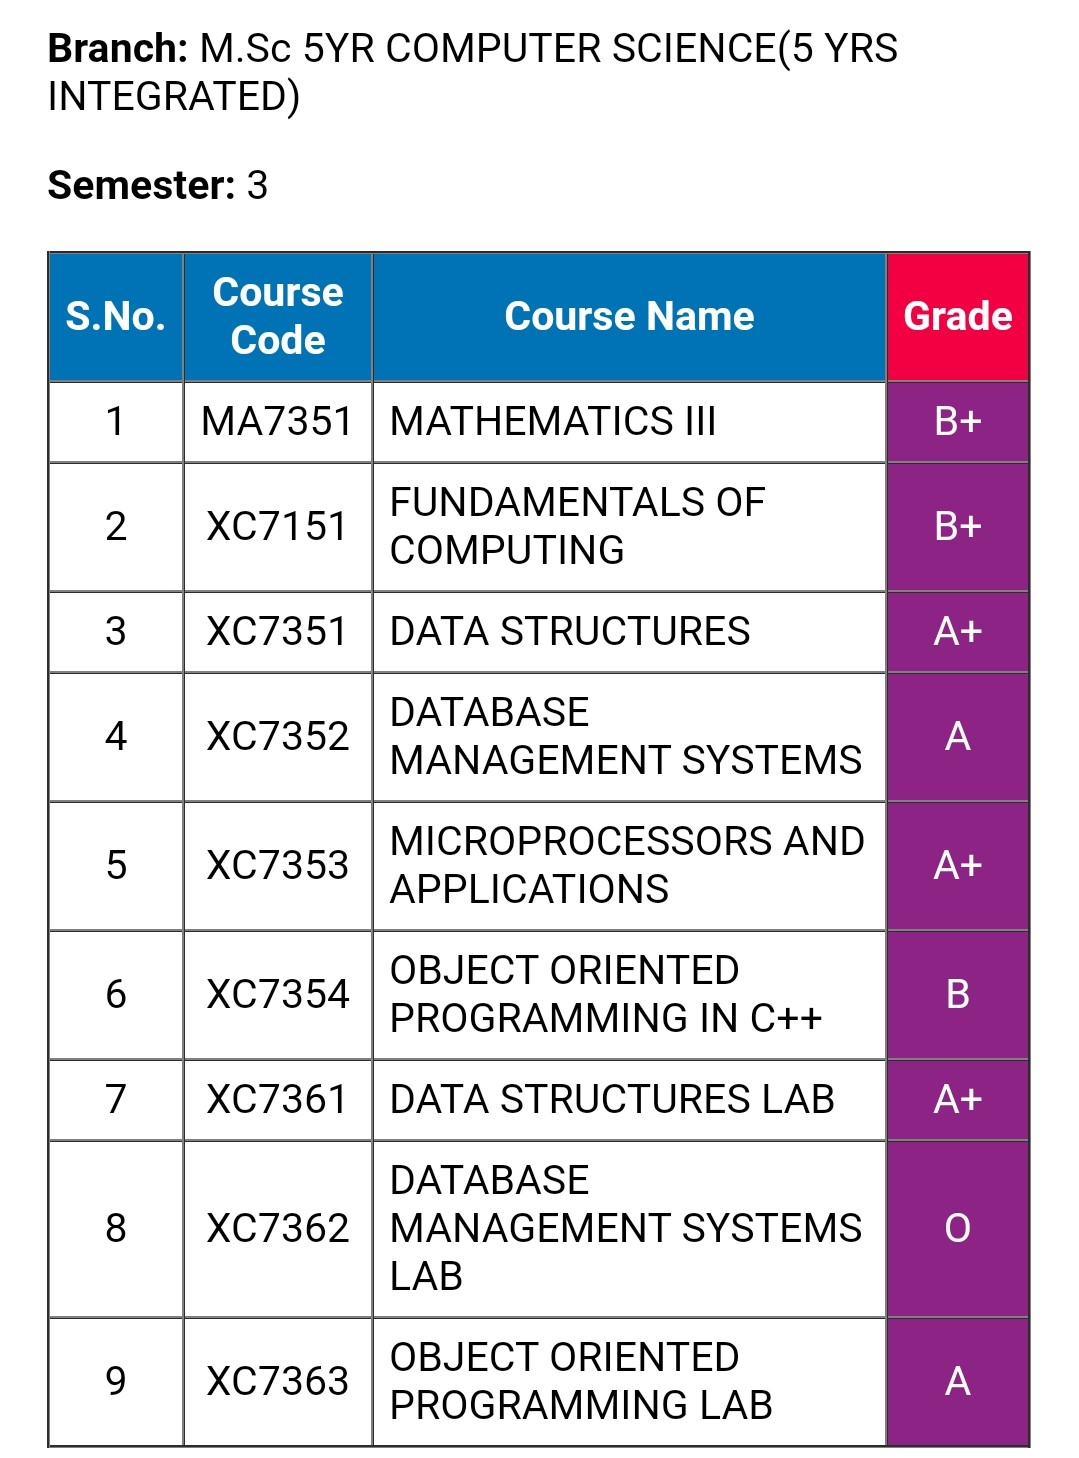 Branch: M.Sc 5YR COMPUTER SCIENCE(5 YRS
INTEGRATED)
Semester: 3
S.No. Course Code Course Name Grade
1 MA7351 MATHEMATICS III B+
2 XC7151 FUNDAMENTALS OF COMPUTING B+
3 XC7351 DATA STRUCTURES A+
4 XC7352 DATABASE MANAGEMENT SYSTEMS A
5 XC7353 MICROPROCESSORS AND APPLICATIONS A+
6 XC7354 OBJECT ORIENTED PROGRAMMING IN C++ B
7 XC7361 DATA STRUCTURES LAB A+
8 XC7362 DATABASE MANAGEMENT SYSTEMS LAB O
9 XC7363 OBJECT ORIENTED PROGRAMMING LAB A